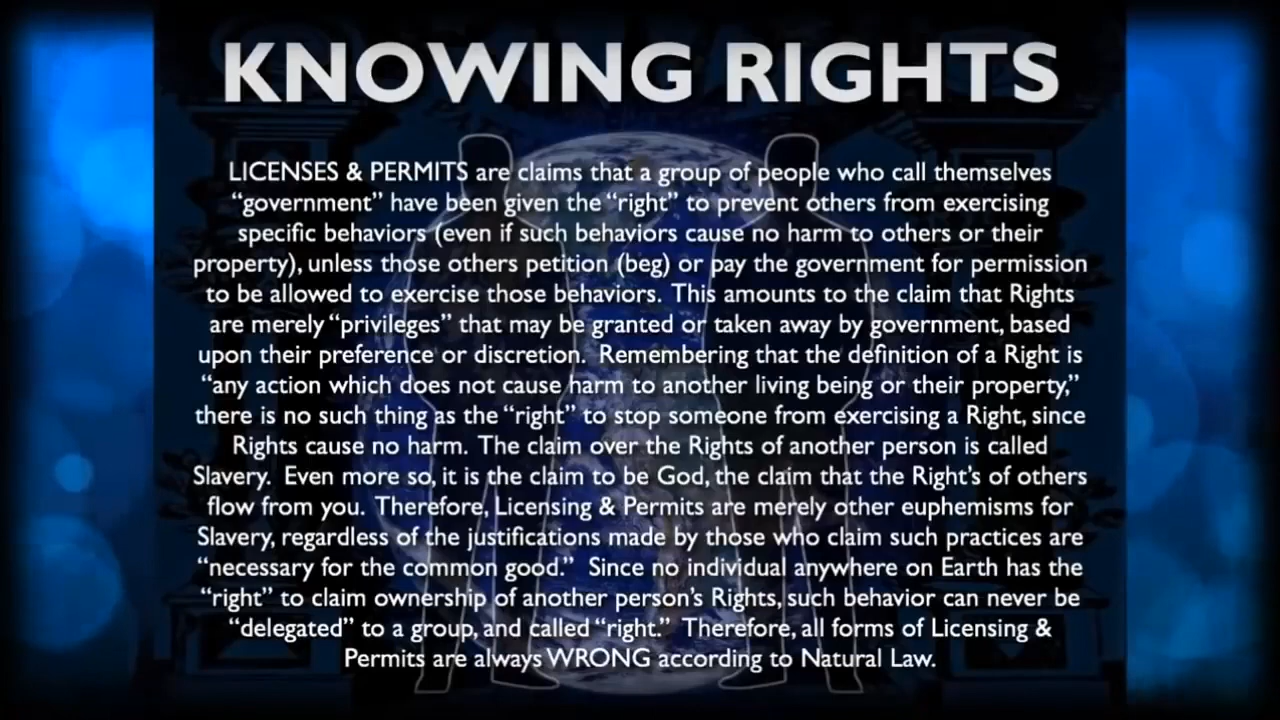 KNOWING RIGHTS
LICENSES & PERMITS are claims that a group of people who call themselves
“government” have been given the “right” to prevent others from exercising
specific behaviors (even if such behaviors cause no harm to others or their
property), unless those others petition (beg) or pay the government for permission
to be allowed to exercise those behaviors.  This amounts to the claim that Rights
are merely “privileges” that may be granted or taken away by government, based
upon their preference or discretion.  Remembering that the definition of a Right is
“any action which does not cause harm to another living being or their property,”
there is no such thing as the “right” to stop someone from exercising a Right, since
Rights cause no harm.  The claim over the Rights of another person is called
Slavery.  Even more so, it is the claim to be God, the claim that the Right’s of others
flow from you.  Therefore, Licensing & Permits are merely other euphemisms for
Slavery, regardless of the justifications made by those who claim such practices are
“necessary for the common good.”  Since no individual anywhere on Earth has the
“right” to claim ownership of another person’s Rights, such behavior can never be
“delegated” to a group, and called “right.”  Therefore, all forms of Licensing &
Permits are always WRONG according to Natural Law.